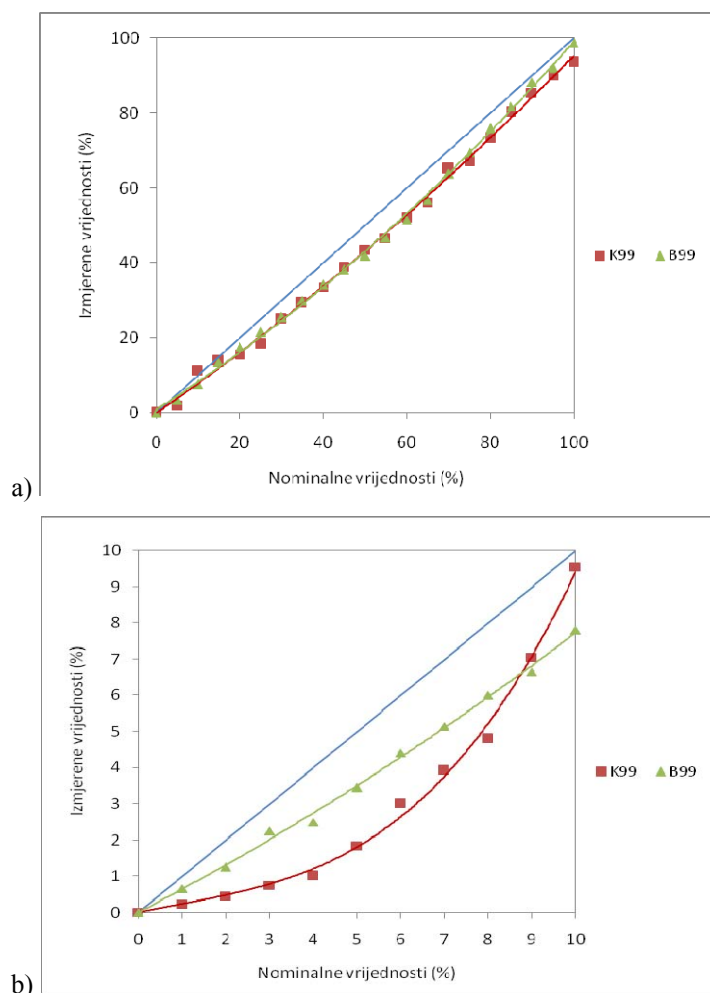 100
80
60
40
20
0
Izmjerene vrijednosti (%)
0 20 40 60 80 100
Nominalne vrijednosti (%)
K99 B99
a)
10
9
8
7
6
5
4
3
2
1
0
Izmjerene vrijednosti (%)
0 1 2 3 4 5 6 7 8 9 10
Nominalne vrijednosti (%)
K99 B99
b)